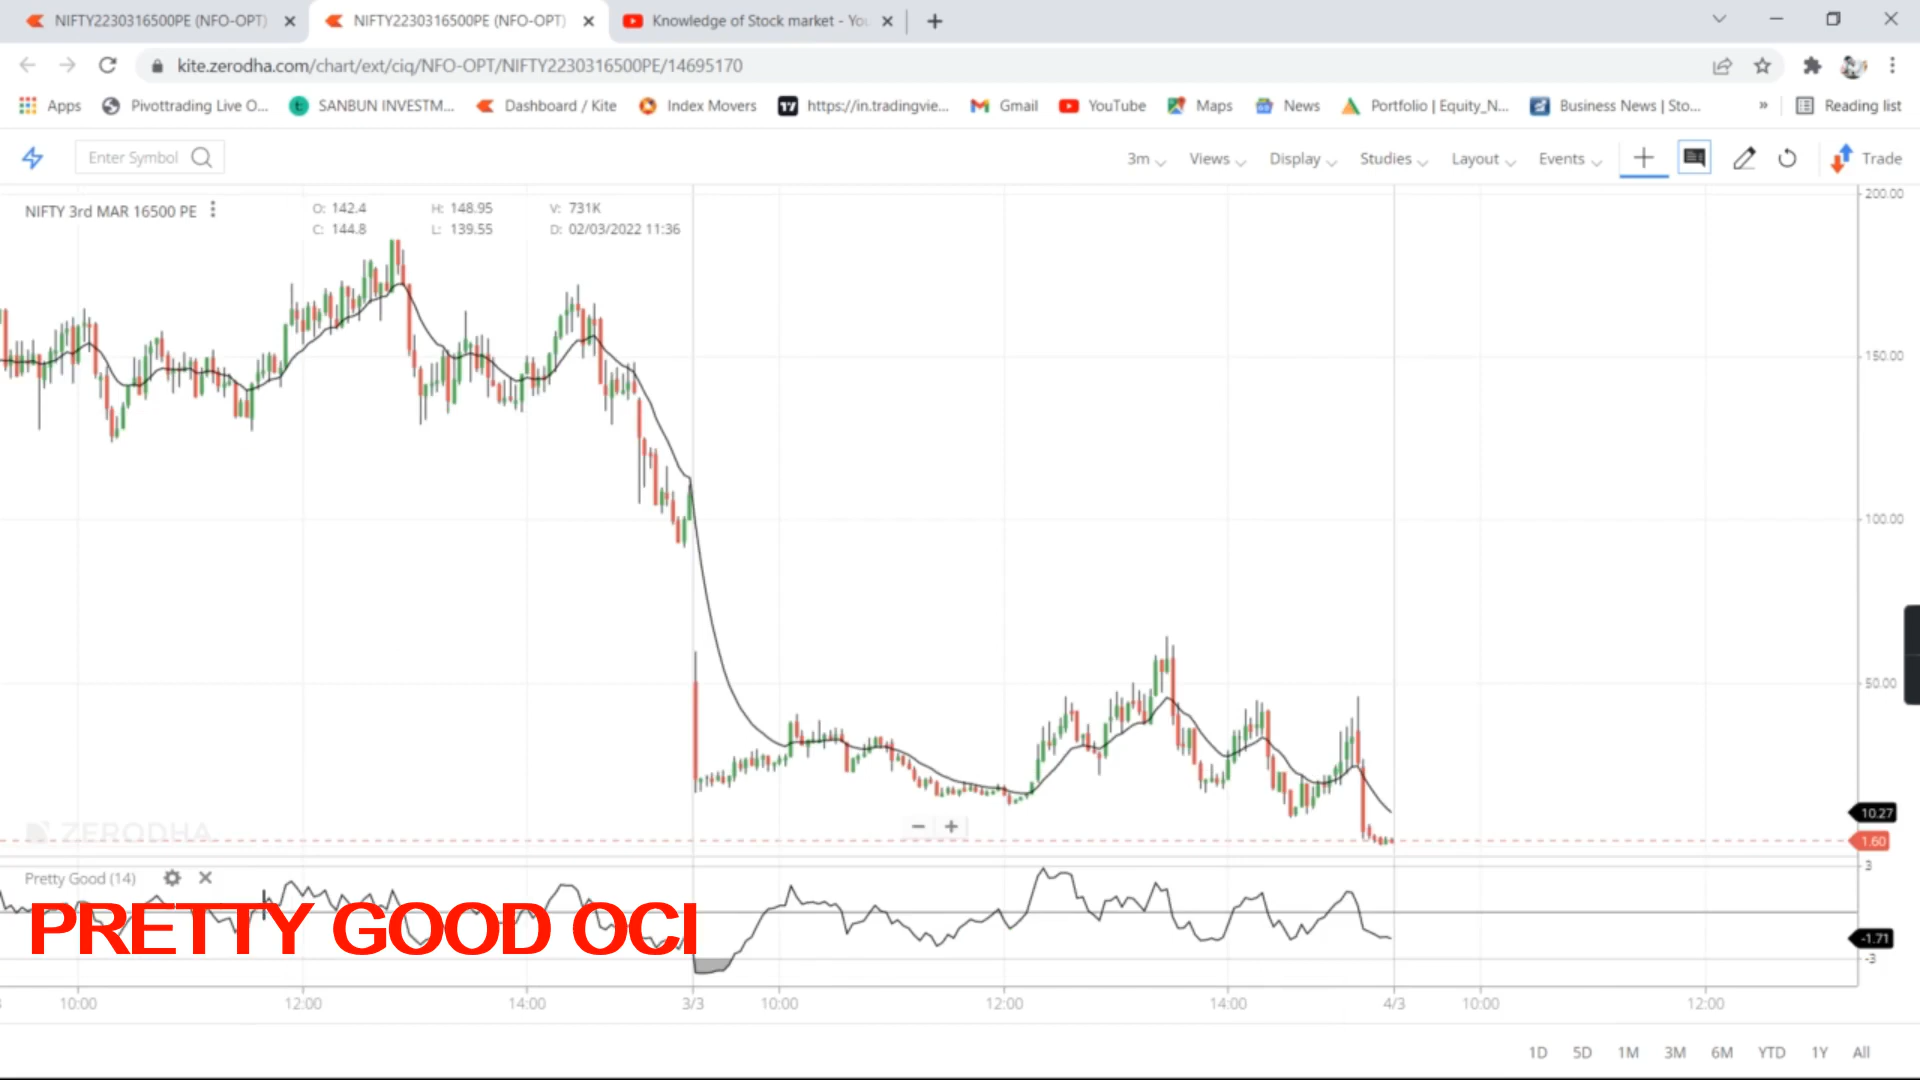 NIFTY2230316500PE (NFO-OPT)
NIFTY2230316500PE (NFO-OPT)
Knowledge of Stock market - You
kite.zerodha.com/chart/ext/ciq/NFO-OPT/NIFTY2230316500PE/14695170
Apps
Pivottrading Live O...
SANBUN INVESTM...
Dashboard / Kite
Index Movers
https://in.tradingvie...
Gmail
YouTube
Maps
News
Portfolio | Equity_N...
Business News | Sto...
»
Reading list
Enter Symbol
3m
Views
Display
Studies
Layout
Events
Trade
NIFTY 3rd MAR 16500 PE
O: 142.4
H: 148.95
V: 731K
C: 144.8
L: 139.55
D: 02/03/2022 11:36
200.00
150.00
100.00
50.00
10.27
1.60
ZERODHA
3
Pretty Good (14)
PRETTY GOOD OCI
-1.71
-3
10:00
12:00
14:00
3/3
10:00
12:00
14:00
4/3
10:00
12:00
1D
5D
1M
3M
6M
YTD
1Y
All